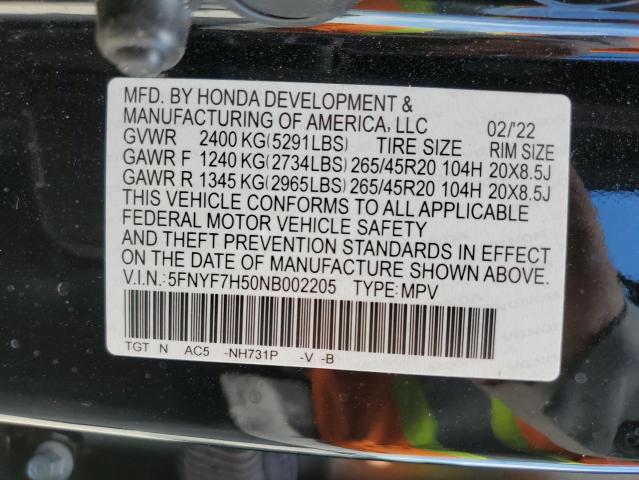 MFD. BY HONDA DEVELOPMENT &
MANUFACTURING OF AMERICA, LLC 02/'22
GVWR 2400 KG(5291LBS) TIRE SIZE RIM SIZE
GAWR F 1240 KG(2734LBS) 265/45R20 104H 20X8.5J
GAWR R 1345 KG(2965LBS) 265/45R20 104H 20X8.5J
THIS VEHICLE CONFORMS TO ALL APPLICABLE
FEDERAL MOTOR VEHICLE SAFETY
AND THEFT PREVENTION STANDARDS IN EFFECT
ON THE DATE OF MANUFACTURE SHOWN ABOVE.
V.I.N.:5FNYF7H50NB002205 TYPE:MPV
TGT N AC5 -NH731P -V -B